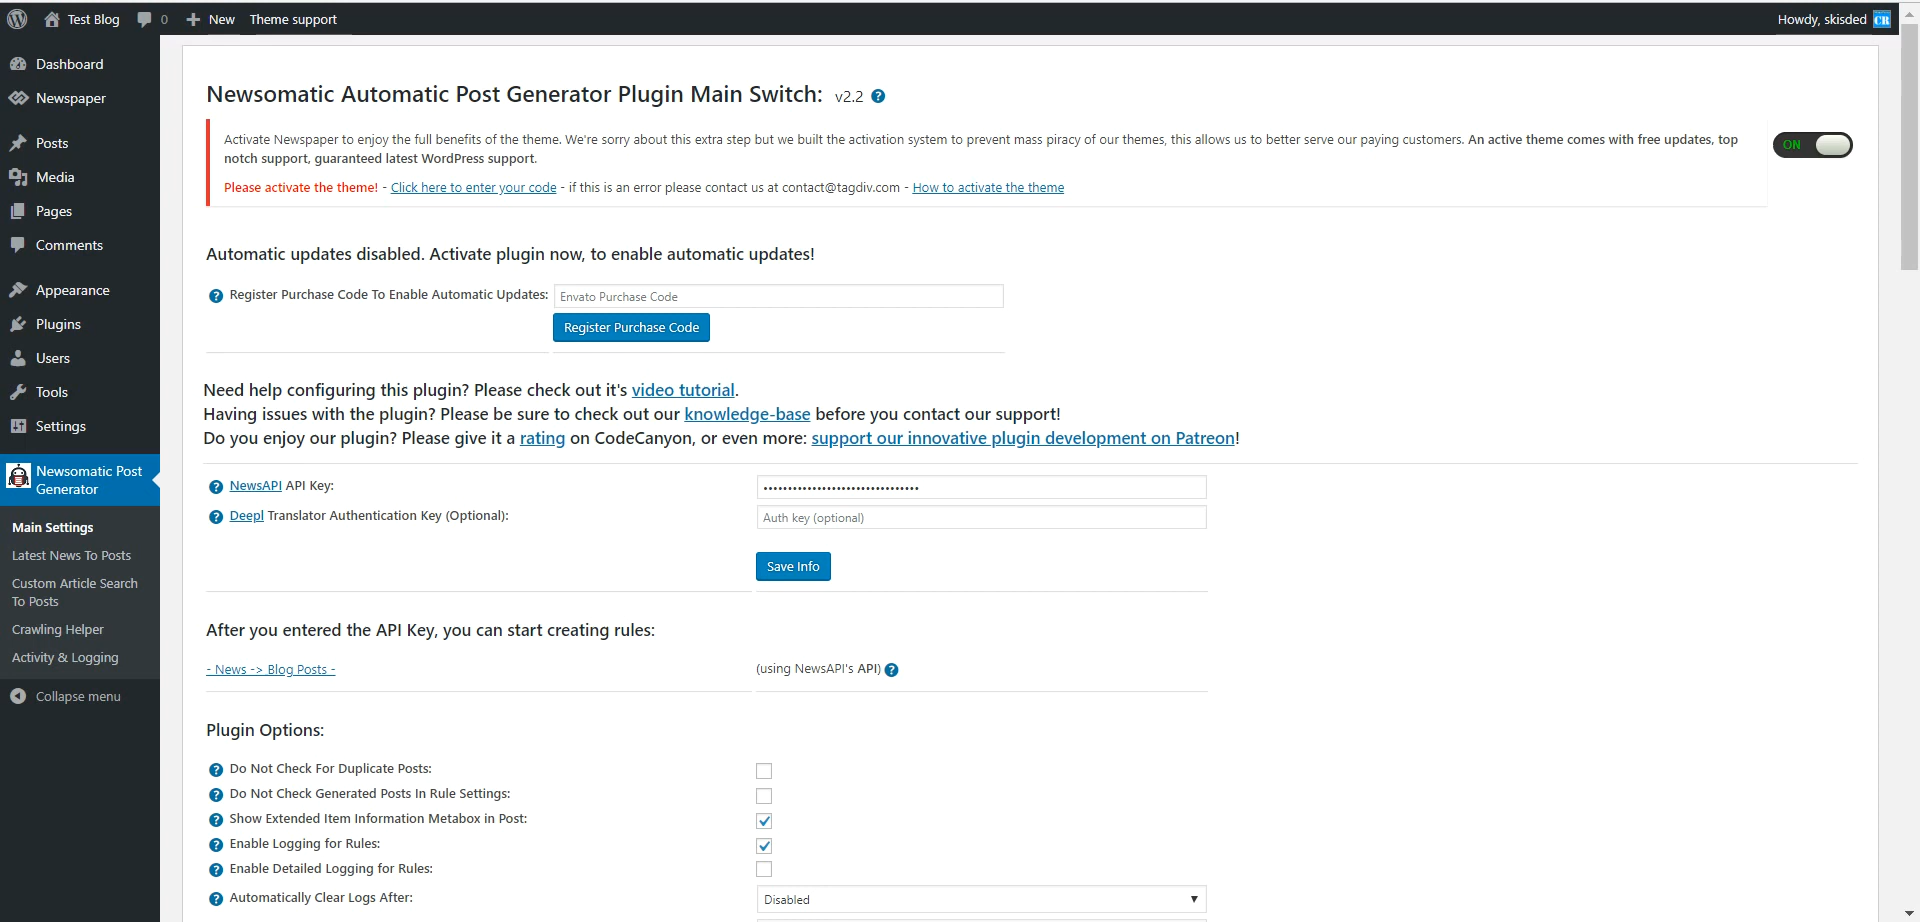 Test Blog
0
New
Theme support
Howdy, skisded
CR
Dashboard
Newspaper
Posts
Media
Pages
Comments
Appearance
Plugins
Users
Tools
Settings
Newsomatic Post
Generator
Main Settings
Latest News To Posts
Custom Article Search
To Posts
Crawling Helper
Activity & Logging
Collapse menu
Newsomatic Automatic Post Generator Plugin Main Switch: v2.2 ?
Activate Newspaper to enjoy the full benefits of the theme. We're sorry about this extra step but we built the activation system to prevent mass piracy of our themes, this allows us to better serve our paying customers. An active theme comes with free updates, top
notch support, guaranteed latest WordPress support.
Please activate the theme! - Click here to enter your code - if this is an error please contact us at contact@tagdiv.com - How to activate the theme
ON
Automatic updates disabled. Activate plugin now, to enable automatic updates!
? Register Purchase Code To Enable Automatic Updates: Envato Purchase Code
Register Purchase Code
Need help configuring this plugin? Please check out it's video tutorial.
Having issues with the plugin? Please be sure to check out our knowledge-base before you contact our support!
Do you enjoy our plugin? Please give it a rating on CodeCanyon, or even more: support our innovative plugin development on Patreon!
? NewsAPI API Key: ••••••••••••••••••••••••••••••••
? Deepl Translator Authentication Key (Optional): Auth key (optional)
Save Info
After you entered the API Key, you can start creating rules:
- News -> Blog Posts - (using NewsAPI's API) ?
Plugin Options:
? Do Not Check For Duplicate Posts:
? Do Not Check Generated Posts In Rule Settings:
? Show Extended Item Information Metabox in Post:
? Enable Logging for Rules:
? Enable Detailed Logging for Rules:
? Automatically Clear Logs After: Disabled